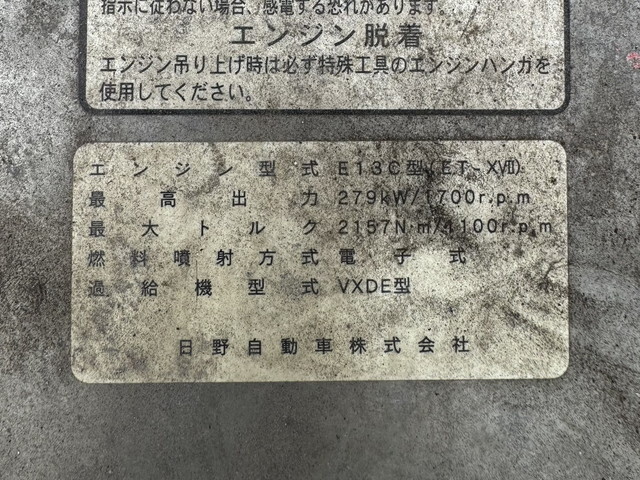 指示に従わない場合、感電する恐れがあります。
エンジン脱着
エンジン吊り上げ時は必ず特殊工具のエンジンハンガを
使用してください。
エンジン型式 E13C型(ET-XⅦ)
最高出力 279kW/1700r.p.m
最大トルク 2157N·m/1100r.p.m
燃料噴射方式 電子式
過給機型式 VXDE型
日野自動車株式会社